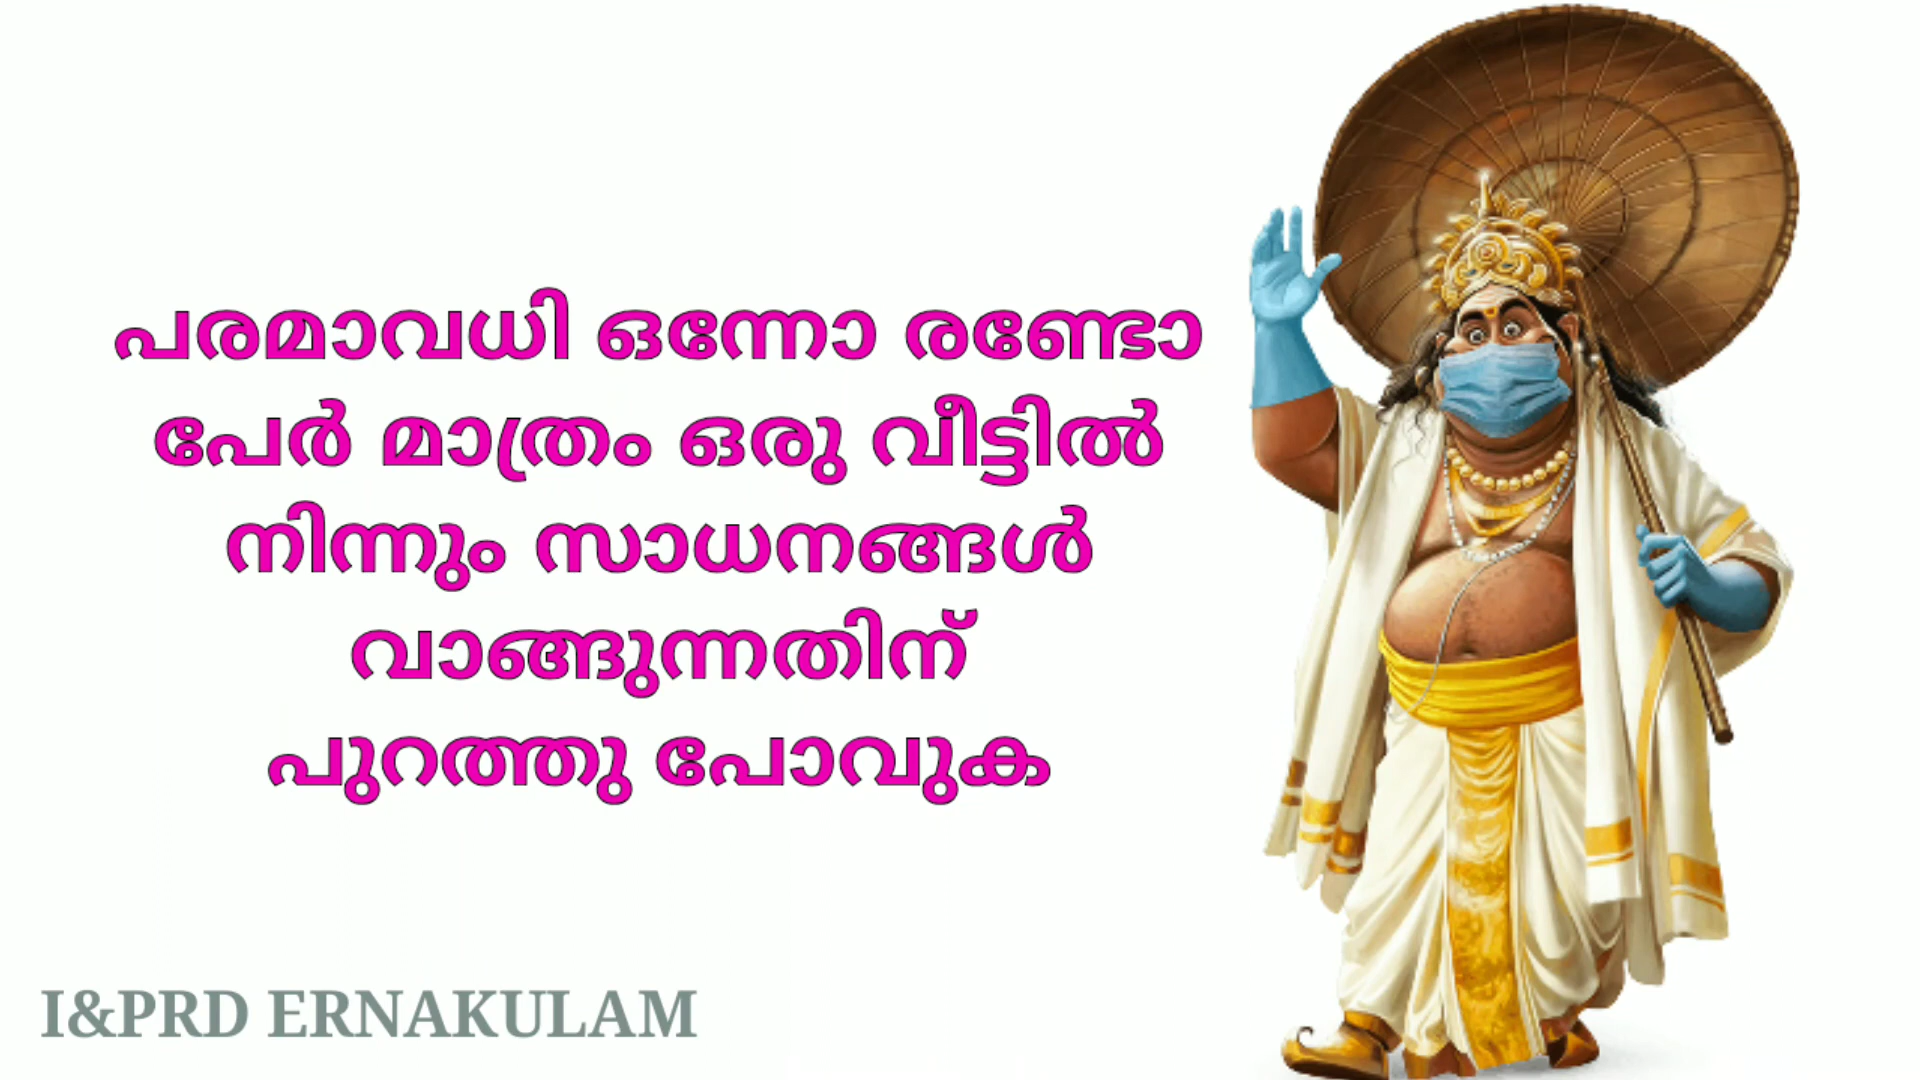 പരമാവധി ഒന്നോ രണ്ടോ
പേർ മാത്രം ഒരു വീട്ടിൽ
നിന്നും സാധനങ്ങൾ
വാങ്ങുന്നതിന്
പുറത്തു പോവുക
I&PRD ERNAKULAM